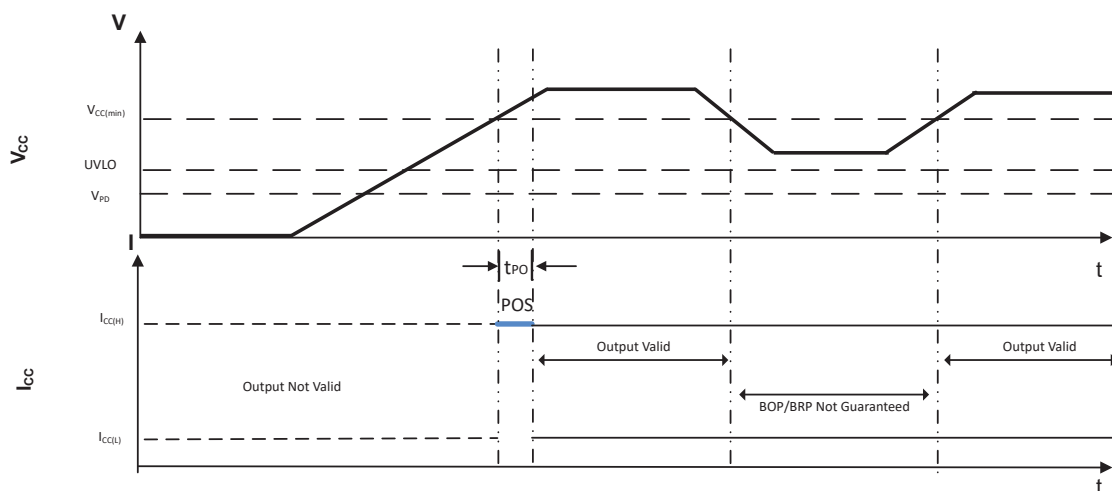 V
VCC(min)
VCC
UVLO
VPD
I
t
tPO
POS
ICC(H)
Output Valid
Output Valid
ICC
Output Not Valid
BOP/BRP Not Guaranteed
ICC(L)
t